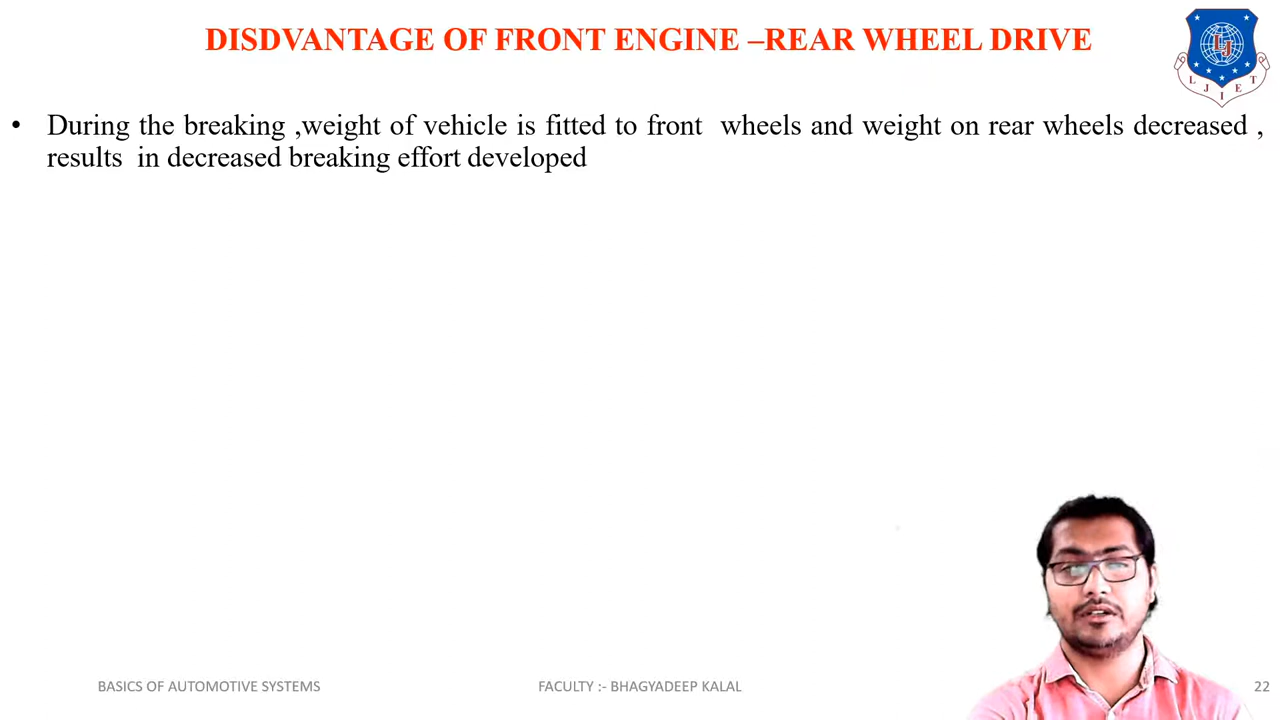 DISDVANTAGE OF FRONT ENGINE –REAR WHEEL DRIVE
L J I E T
• During the breaking ,weight of vehicle is fitted to front wheels and weight on rear wheels decreased ,
results in decreased breaking effort developed
BASICS OF AUTOMOTIVE SYSTEMS
FACULTY :- BHAGYADEEP KALAL
22